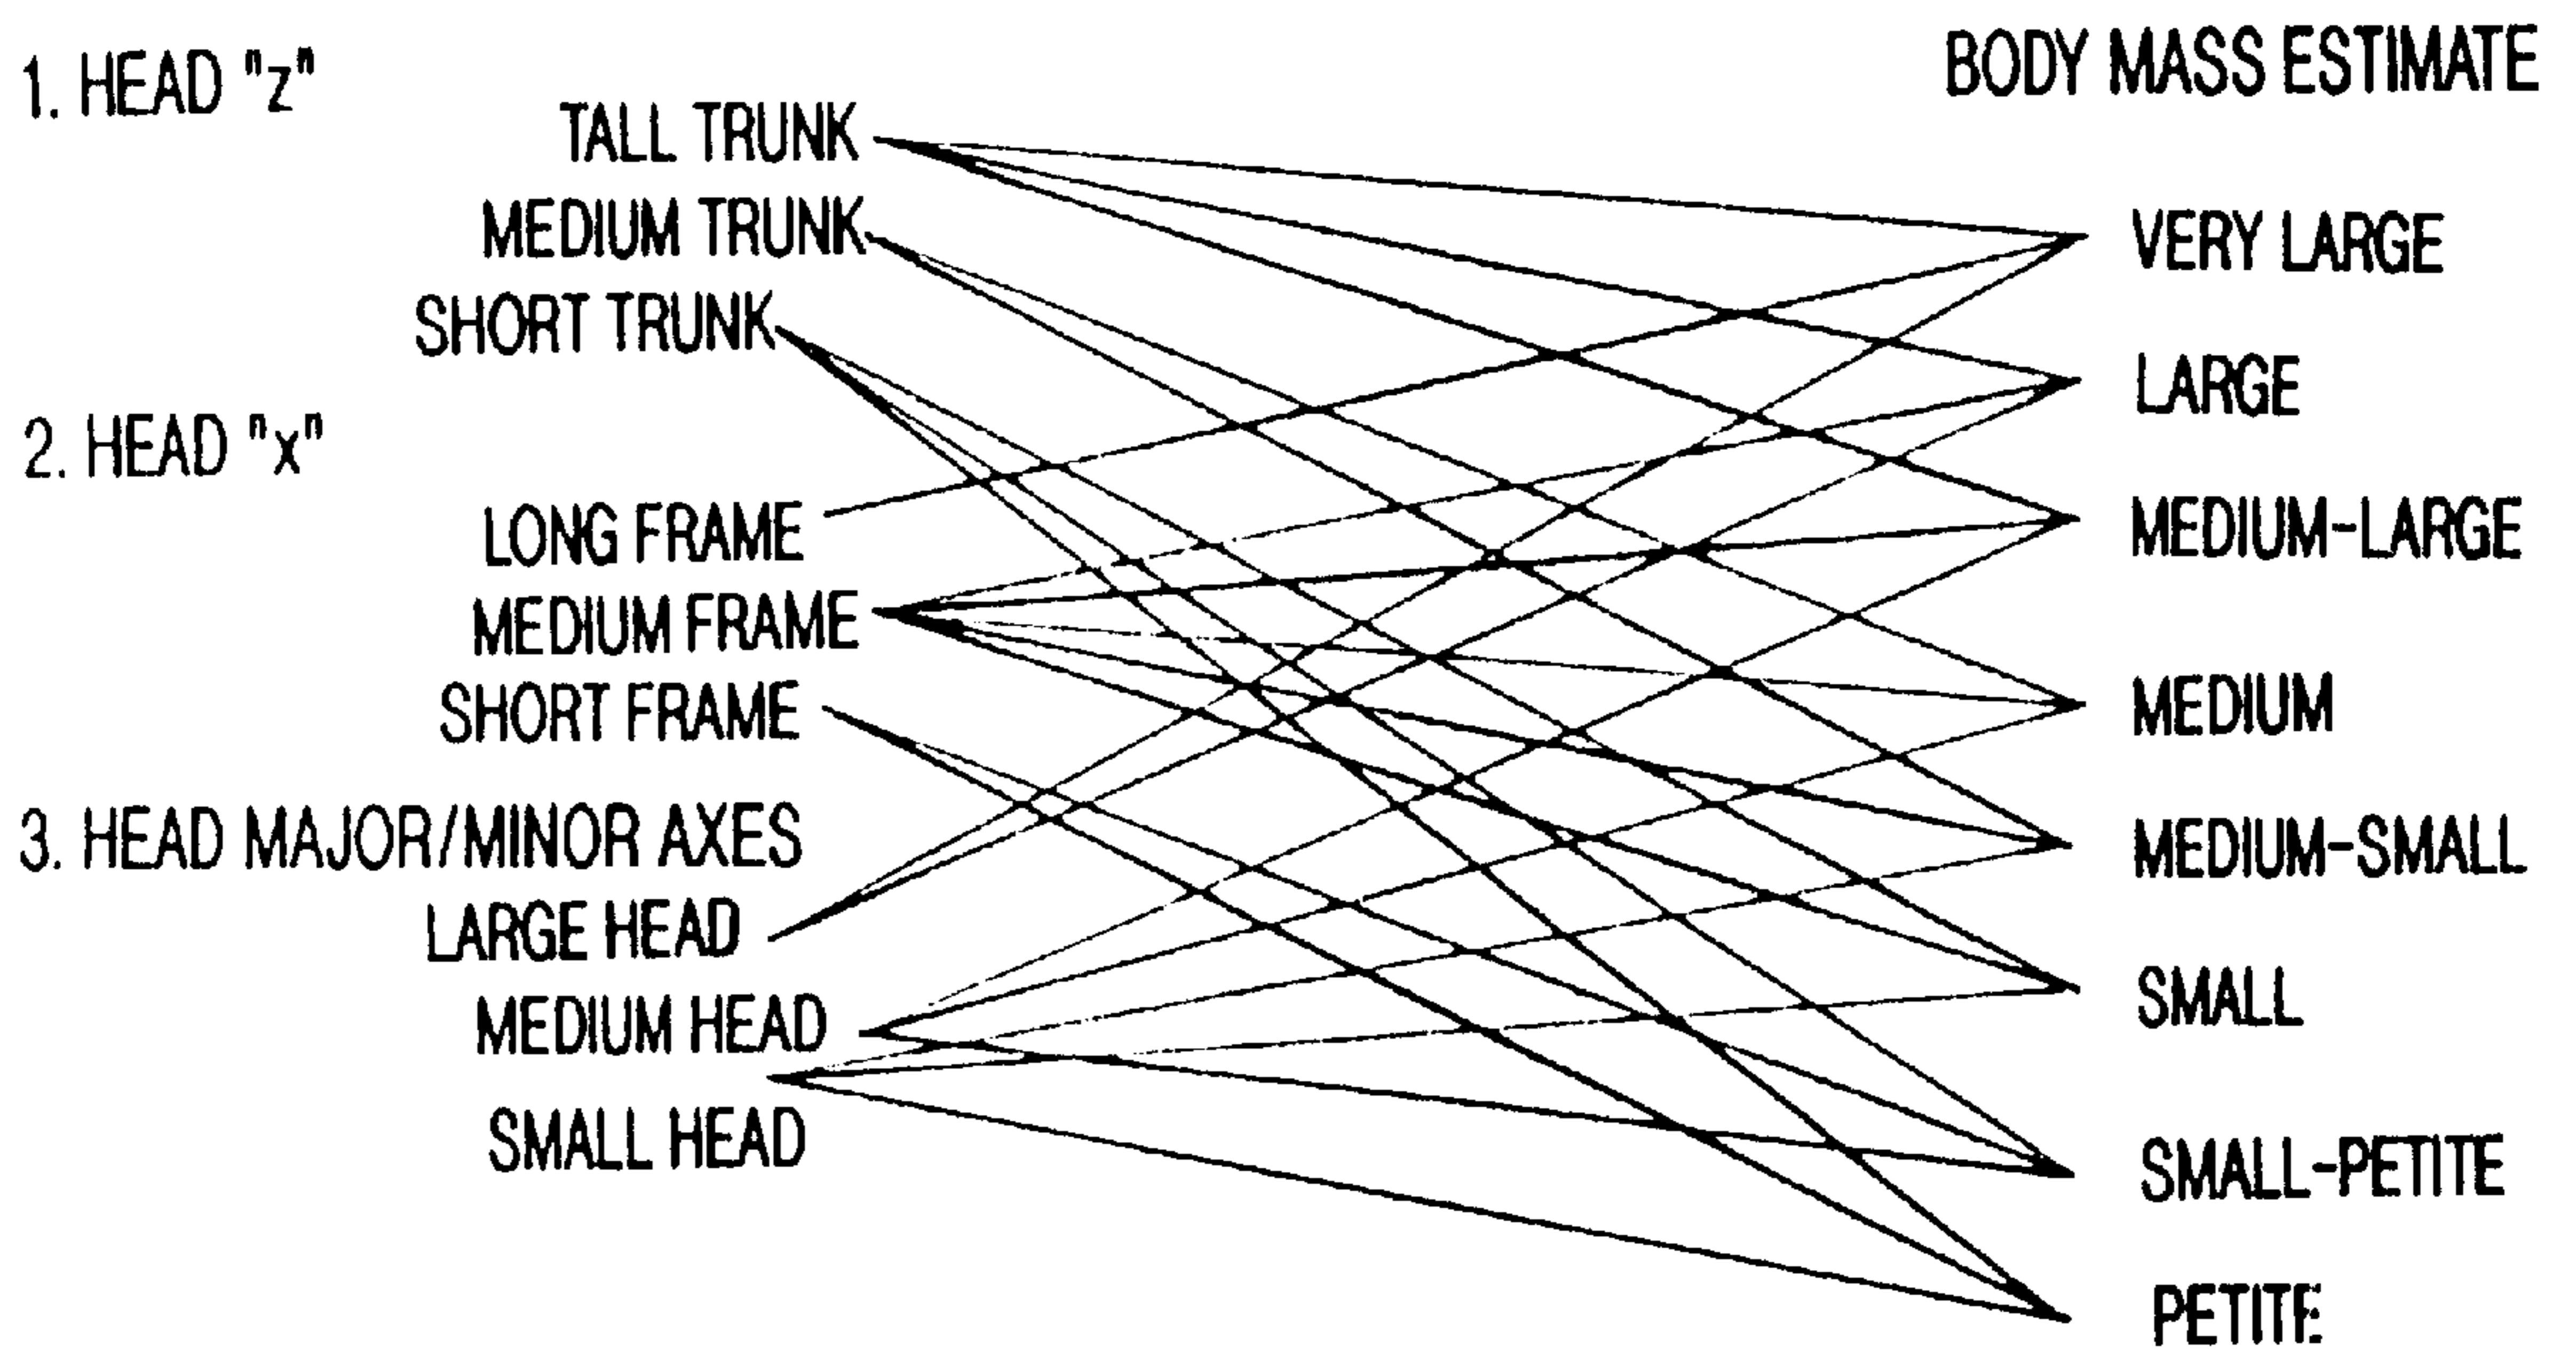 1. HEAD "z"
TALL TRUNK
MEDIUM TRUNK
SHORT TRUNK
2. HEAD "x"
LONG FRAME
MEDIUM FRAME
SHORT FRAME
3. HEAD MAJOR/MINOR AXES
LARGE HEAD
MEDIUM HEAD
SMALL HEAD
BODY MASS ESTIMATE
VERY LARGE
LARGE
MEDIUM-LARGE
MEDIUM
MEDIUM-SMALL
SMALL
SMALL-PETITE
PETITE